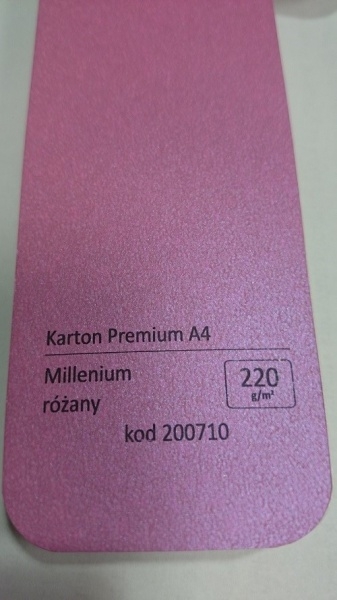 Karton Premium A4
Millenium
różany
220
g/m²
kod 200710